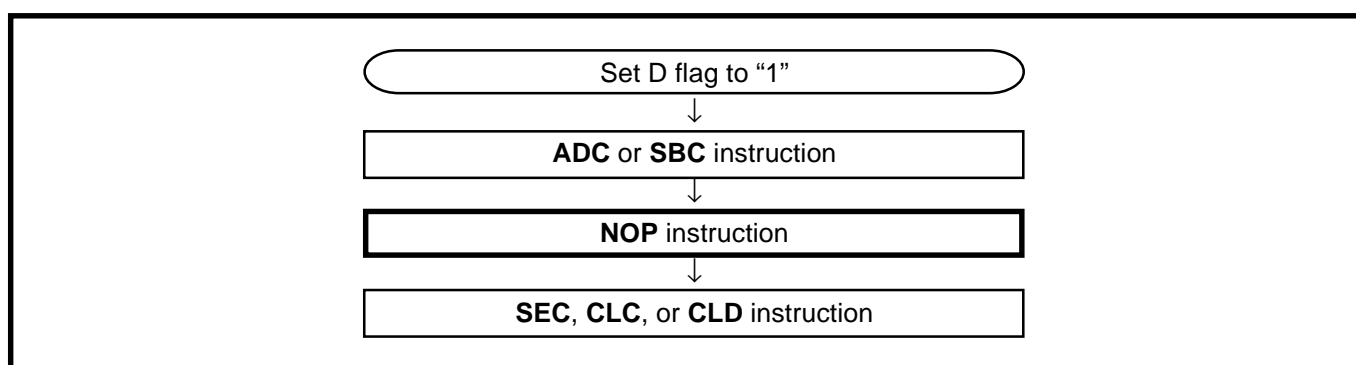 Set D flag to “1”
ADC or SBC instruction
NOP instruction
SEC, CLC, or CLD instruction